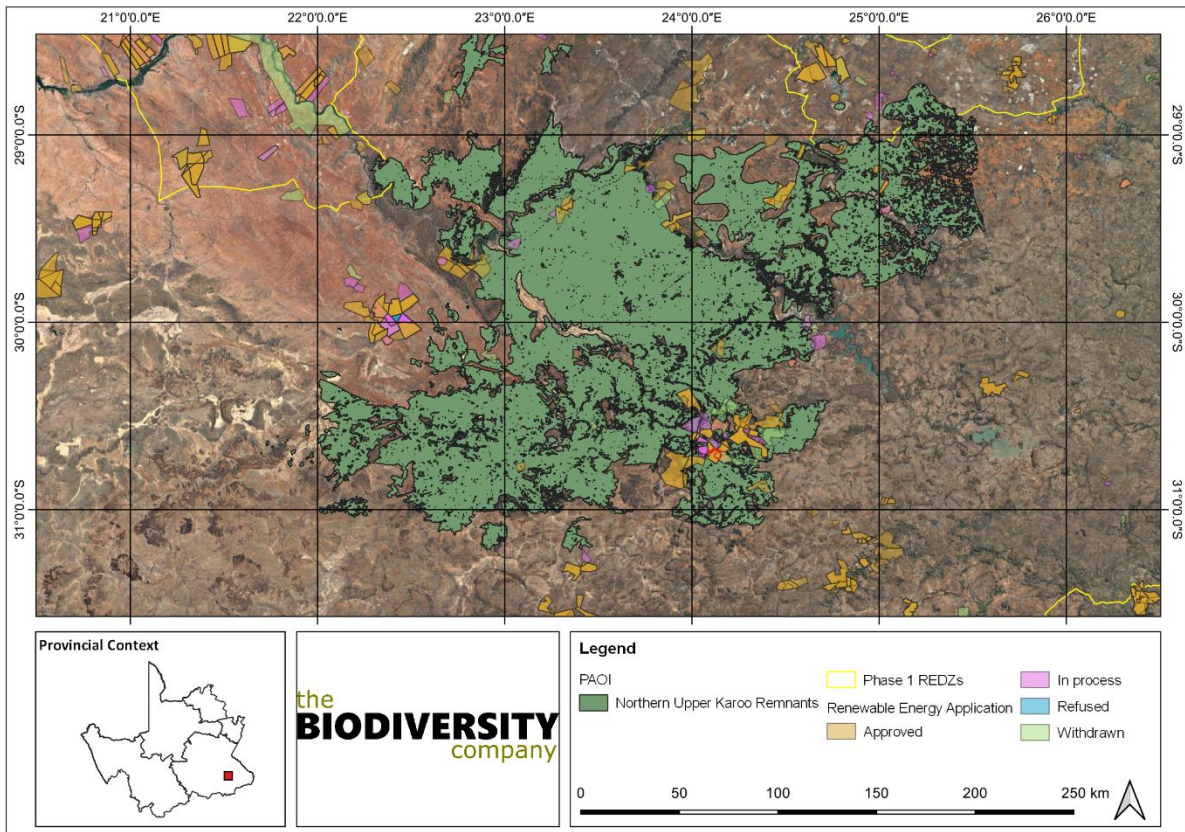 21°0'0.0"E 22°0'0.0"E 23°0'0.0"E 24°0'0.0"E 25°0'0.0"E 26°0'0.0"E
29°0'0.0"S 29°0'0.0"S
30°0'0.0"S 30°0'0.0"S
31°0'0.0"S 31°0'0.0"S
Provincial Context
the
BIODIVERSITY
company
Legend
PAOI
Northern Upper Karoo Remnants
Phase 1 REDZs
Renewable Energy Application
Approved
In process
Refused
Withdrawn
0 50 100 150 200 250 km